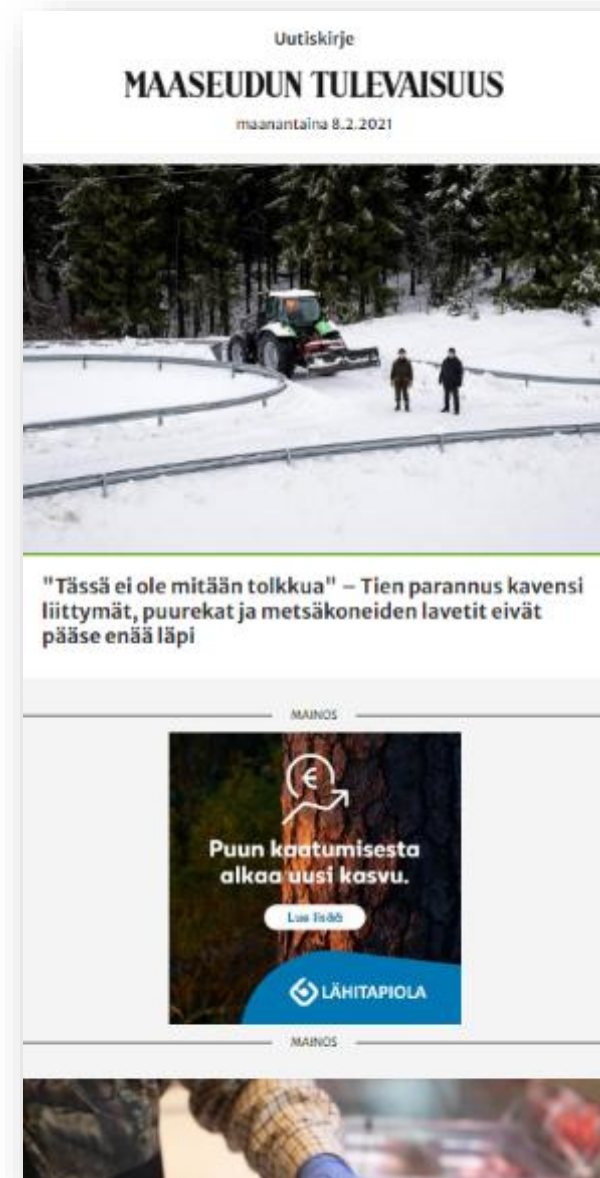 Uutiskirje
MAASEUDUN TULEVAISUUS
maanantaina 8.2.2021
"Tässä ei ole mitään tolkkua" – Tien parannus kavensi
liittymät, puurekat ja metsäkoneiden lavetit eivät
pääse enää läpi
MAINOS
€
Puun kaatumisesta
alkaa uusi kasvu.
Lue lisää
LÄHITAPIOLA
MAINOS